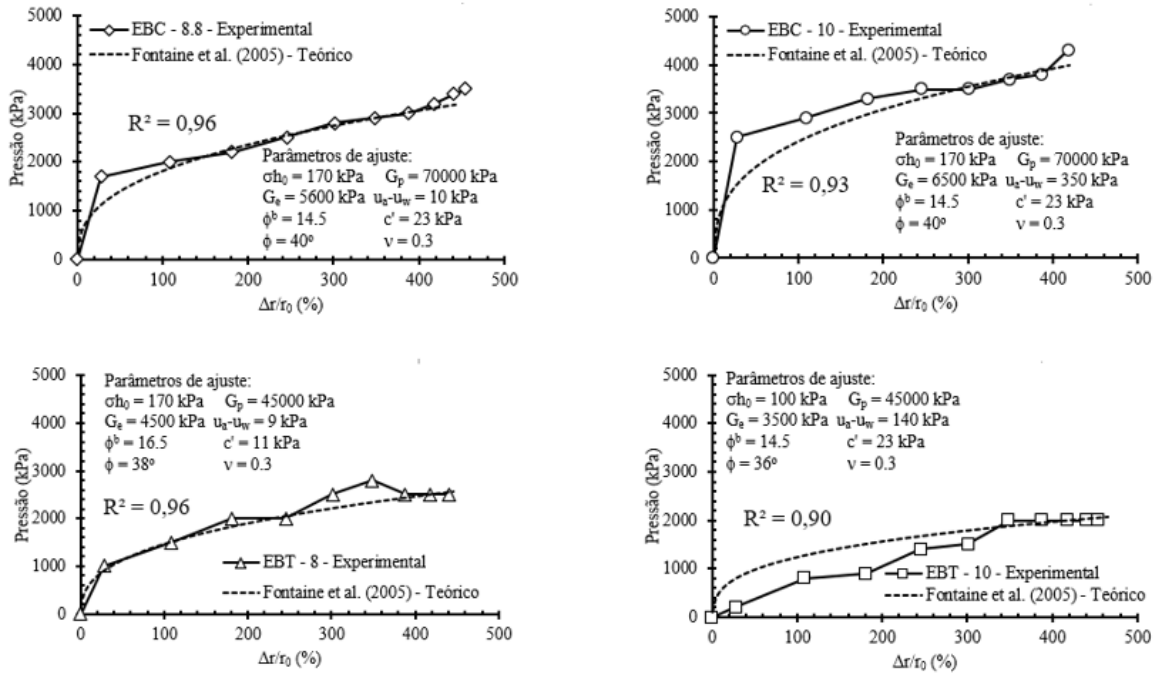 5000
4000
3000
2000
1000
0
Pressão (kPa)
EBC - 8.8 - Experimental
Fontaine et al. (2005) - Teórico
R² = 0,96
Parâmetros de ajuste:
σh₀ = 170 kPa Gₚ = 70000 kPa
Gₑ = 5600 kPa uₐ-u_w = 10 kPa
ϕᵇ = 14.5 c' = 23 kPa
ϕ = 40º ν = 0.3
0 100 200 300 400 500
Δr/r₀ (%)
5000
4000
3000
2000
1000
0
Pressão (kPa)
EBC - 10 - Experimental
Fontaine et al. (2005) - Teórico
R² = 0,93
Parâmetros de ajuste:
σh₀ = 170 kPa Gₚ = 70000 kPa
Gₑ = 6500 kPa uₐ-u_w = 350 kPa
ϕᵇ = 14.5 c' = 23 kPa
ϕ = 40º ν = 0.3
0 100 200 300 400 500
Δr/r₀ (%)
5000
4000
3000
2000
1000
0
Pressão (kPa)
Parâmetros de ajuste:
σh₀ = 170 kPa Gₚ = 45000 kPa
Gₑ = 4500 kPa uₐ-u_w = 9 kPa
ϕᵇ = 16.5 c' = 11 kPa
ϕ = 38º ν = 0.3
R² = 0,96
EBT - 8 - Experimental
Fontaine et al. (2005) - Teórico
0 100 200 300 400 500
Δr/r₀ (%)
5000
4000
3000
2000
1000
0
Pressão (kPa)
Parâmetros de ajuste:
σh₀ = 100 kPa Gₚ = 45000 kPa
Gₑ = 3500 kPa uₐ-u_w = 140 kPa
ϕᵇ = 14.5 c' = 23 kPa
ϕ = 36º ν = 0.3
R² = 0,90
EBT - 10 - Experimental
Fontaine et al. (2005) - Teórico
0 100 200 300 400 500
Δr/r₀ (%)